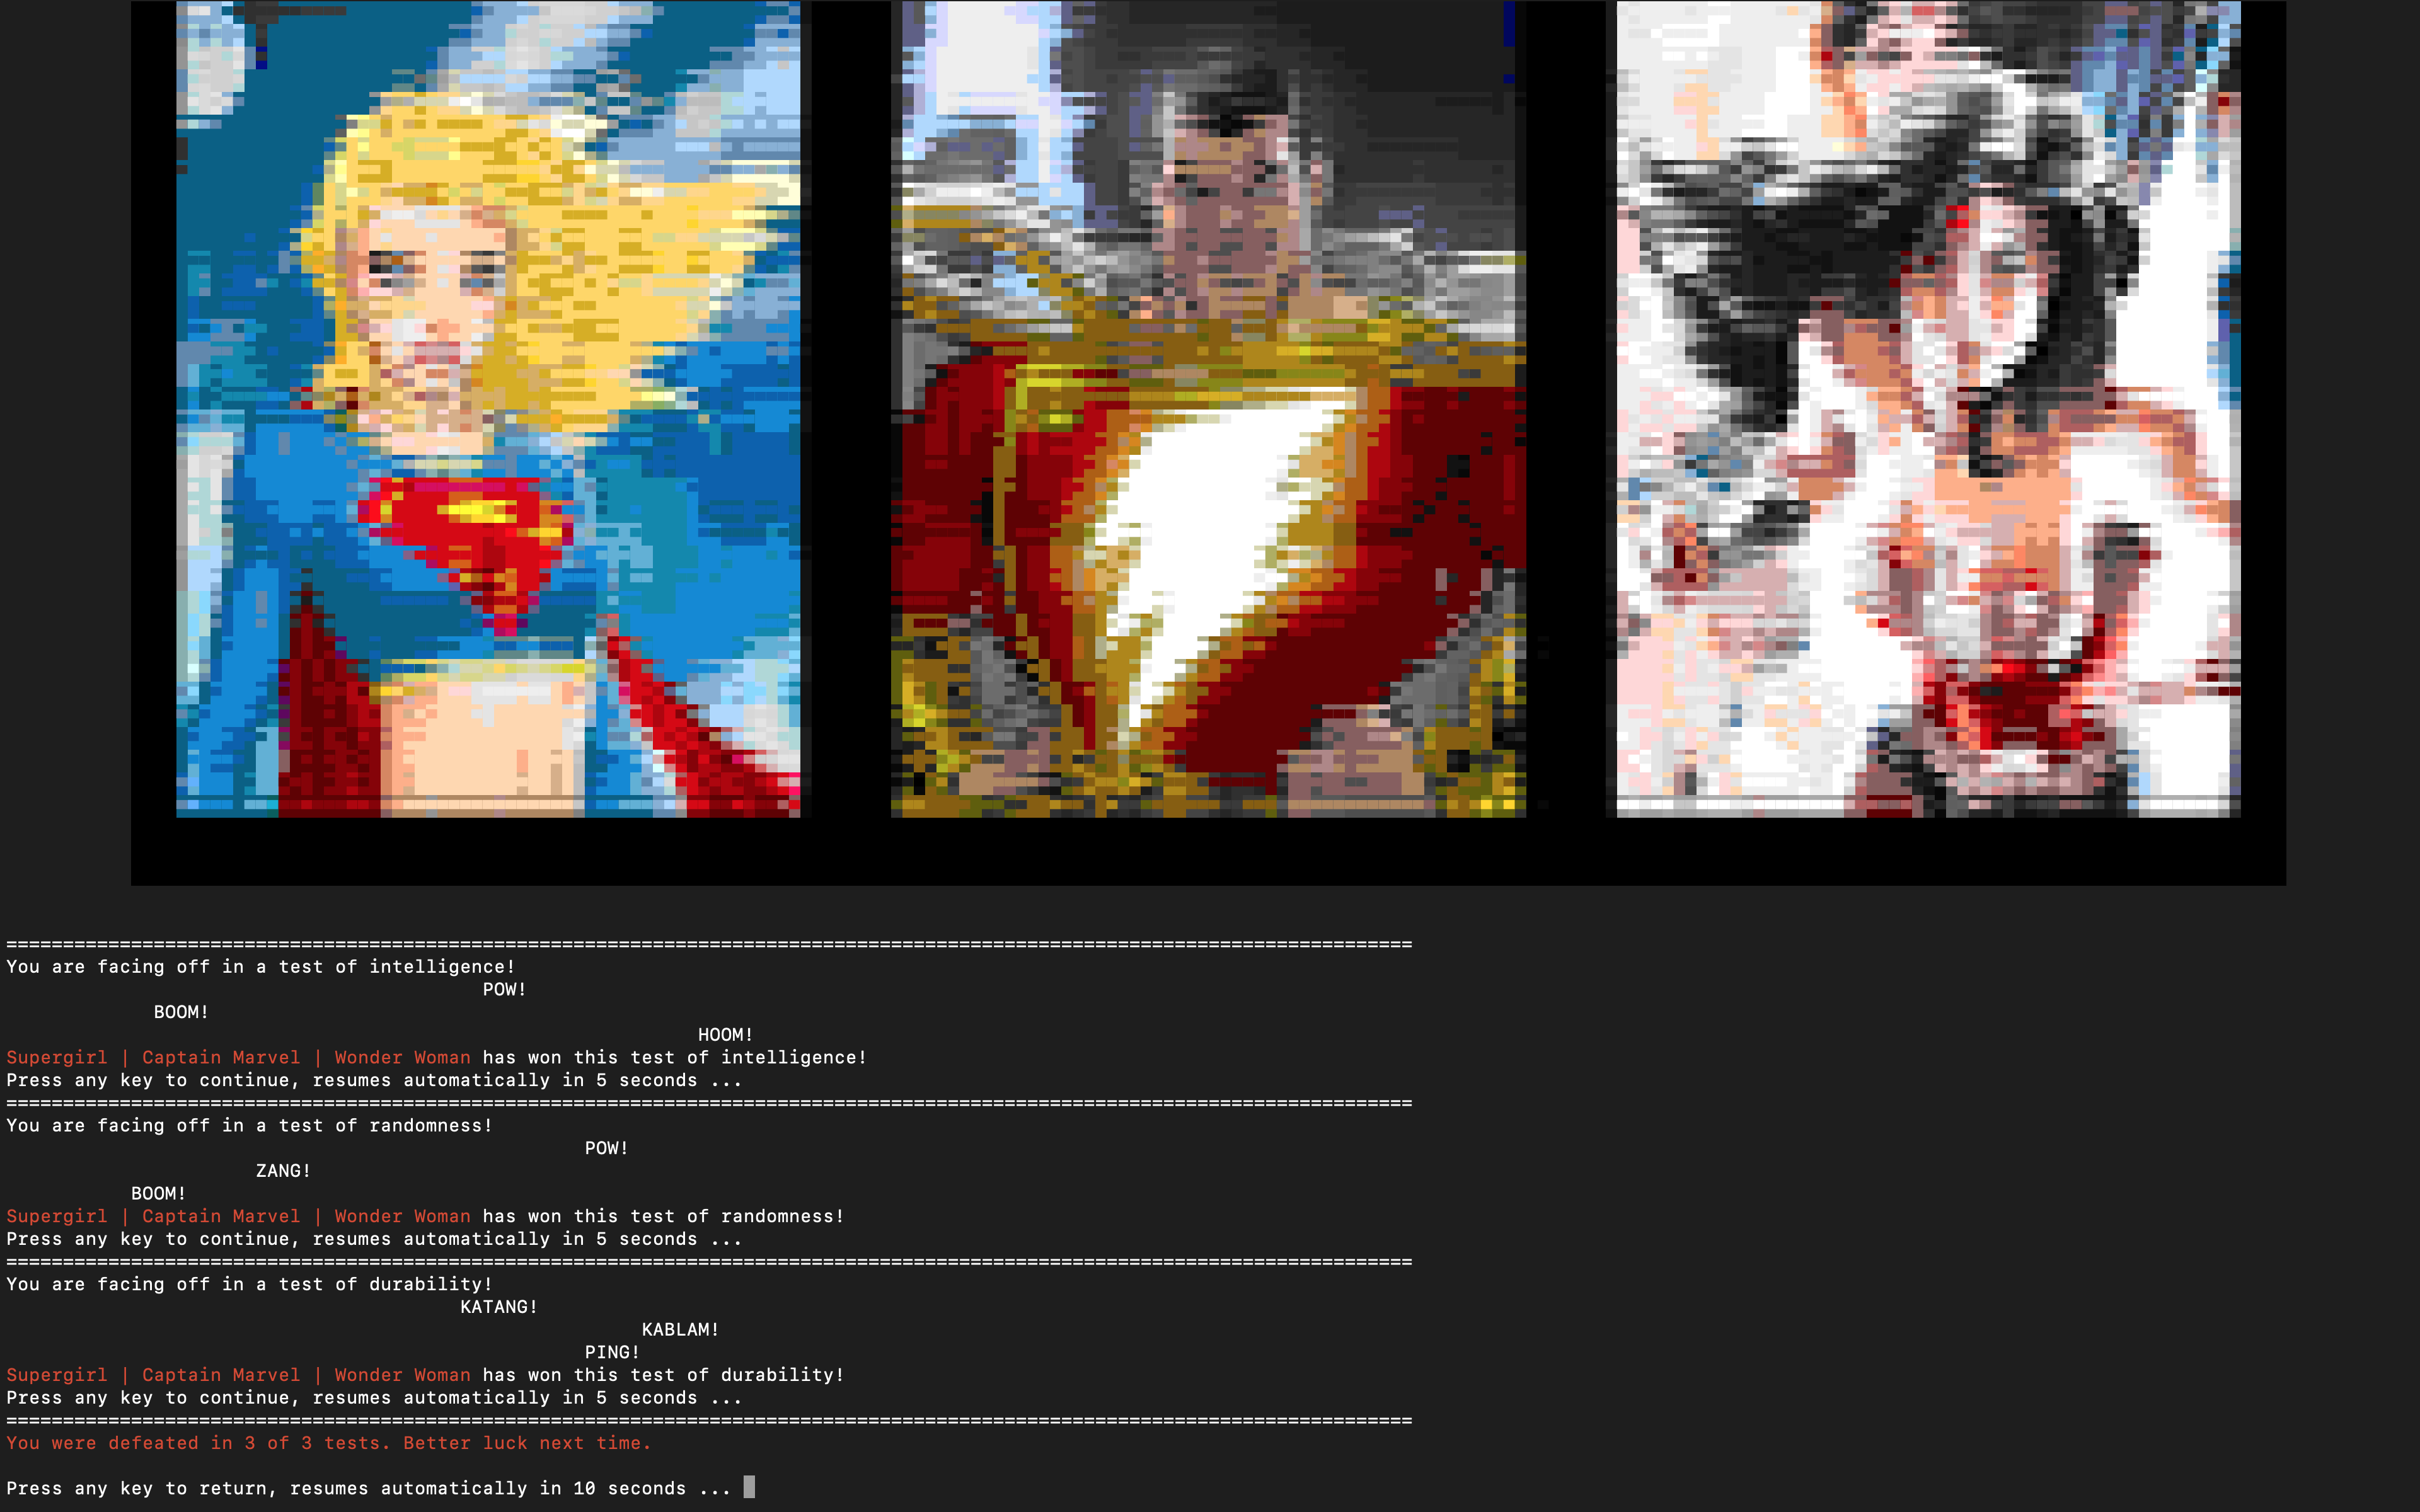 ============================================================================================================================
You are facing off in a test of intelligence!
POW!
BOOM!
HOOM!
Supergirl | Captain Marvel | Wonder Woman has won this test of intelligence!
Press any key to continue, resumes automatically in 5 seconds ...
============================================================================================================================
You are facing off in a test of randomness!
POW!
ZANG!
BOOM!
Supergirl | Captain Marvel | Wonder Woman has won this test of randomness!
Press any key to continue, resumes automatically in 5 seconds ...
============================================================================================================================
You are facing off in a test of durability!
KATANG!
KABLAM!
PING!
Supergirl | Captain Marvel | Wonder Woman has won this test of durability!
Press any key to continue, resumes automatically in 5 seconds ...
============================================================================================================================
You were defeated in 3 of 3 tests. Better luck next time.
Press any key to return, resumes automatically in 10 seconds ...